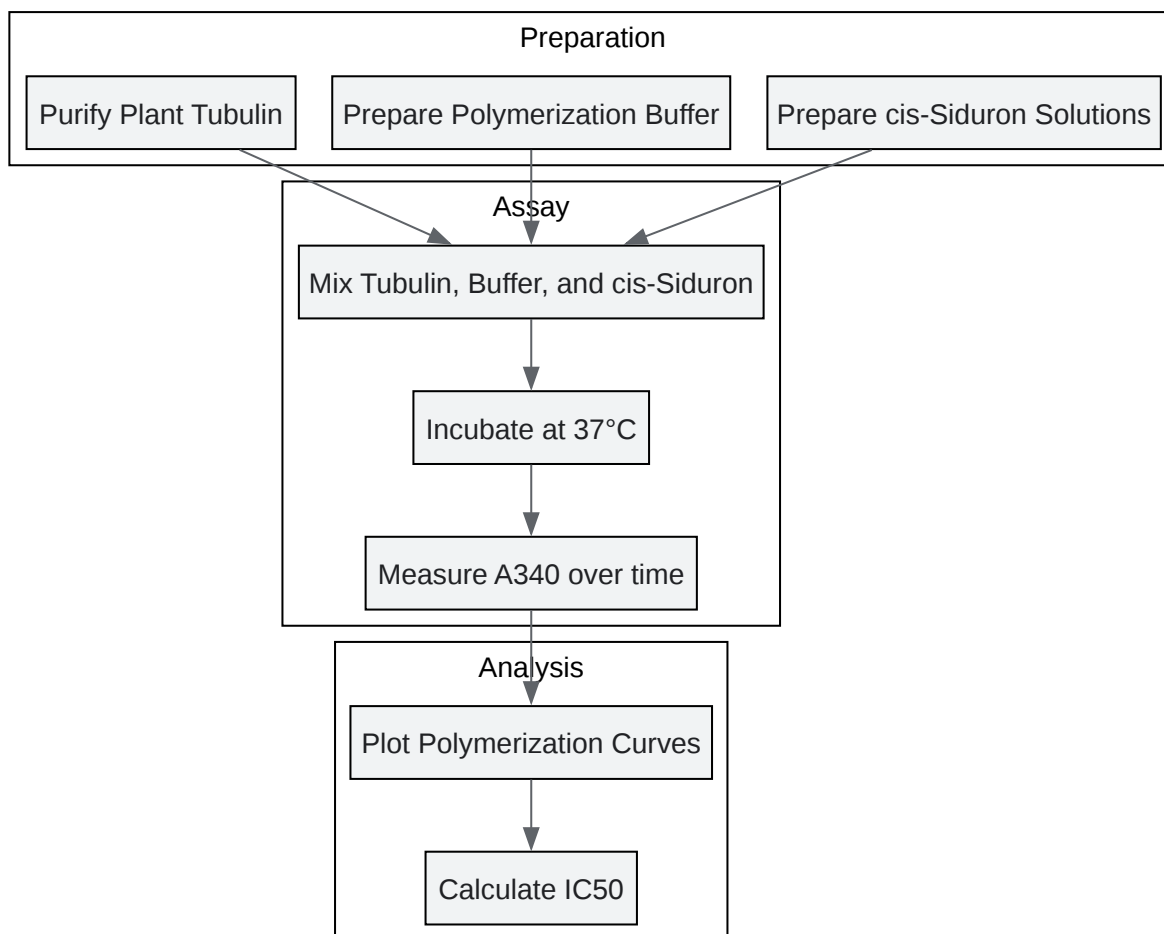 Preparation
Purify Plant Tubulin
Prepare Polymerization Buffer
Prepare cis-Siduron Solutions
Assay
Mix Tubulin, Buffer, and cis-Siduron
Incubate at 37°C
Measure A340 over time
Analysis
Plot Polymerization Curves
Calculate IC50